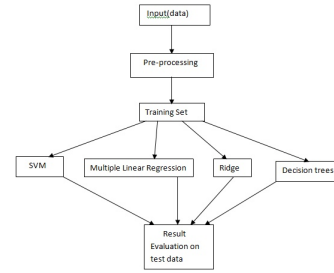 Input(data)
Pre-processing
Training Set
SVM
Multiple Linear Regression
Ridge
Decision trees
Result
Evaluation on
test data